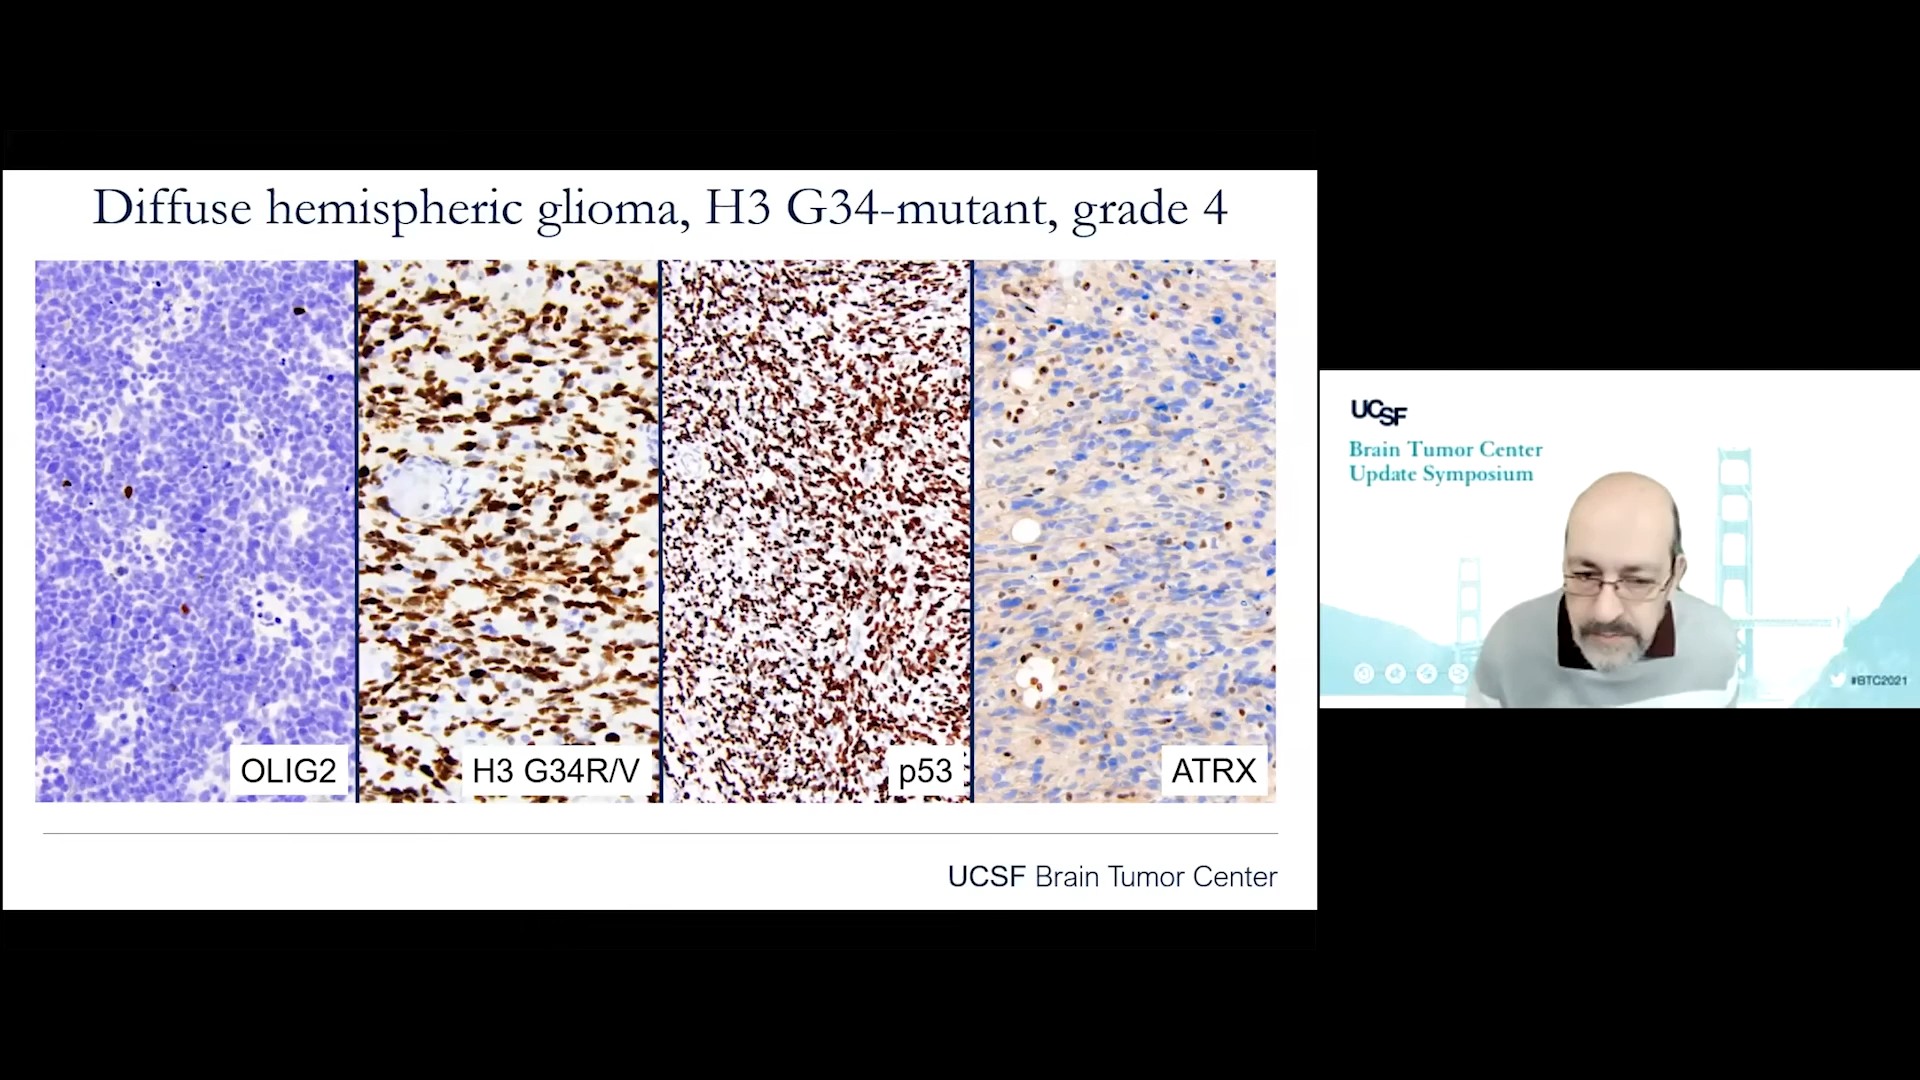 Diffuse hemispheric glioma, H3 G34-mutant, grade 4
OLIG2
H3 G34R/V
p53
ATRX
UCSF Brain Tumor Center
UCSF
Brain Tumor Center
Update Symposium
#BTC2021